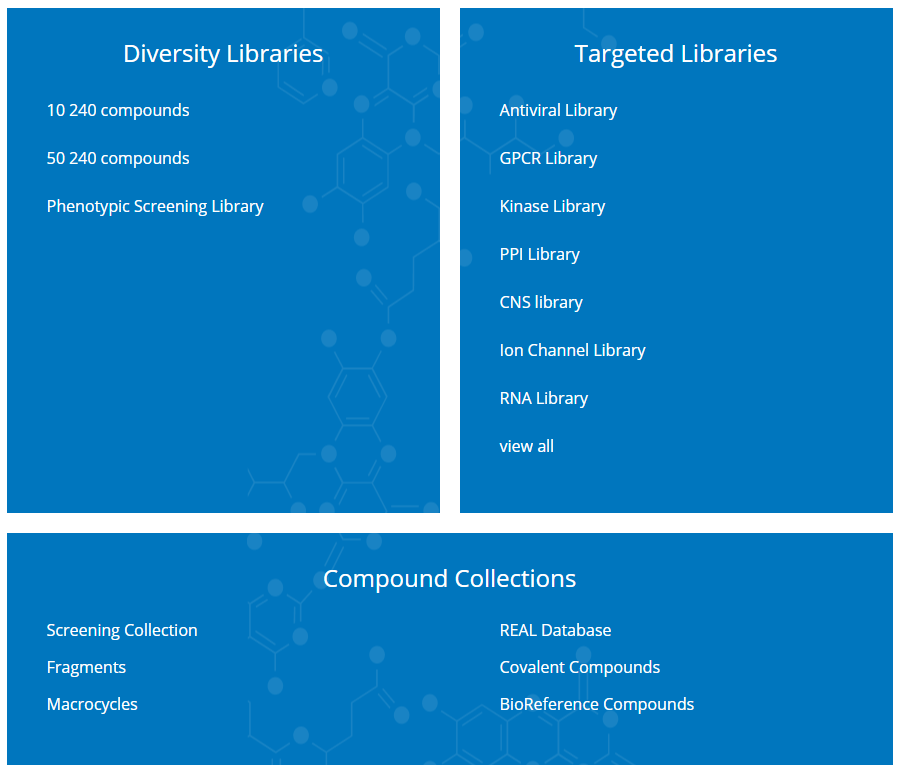 Diversity Libraries
10 240 compounds
50 240 compounds
Phenotypic Screening Library
Targeted Libraries
Antiviral Library
GPCR Library
Kinase Library
PPI Library
CNS library
Ion Channel Library
RNA Library
view all
Compound Collections
Screening Collection
Fragments
Macrocycles
REAL Database
Covalent Compounds
BioReference Compounds